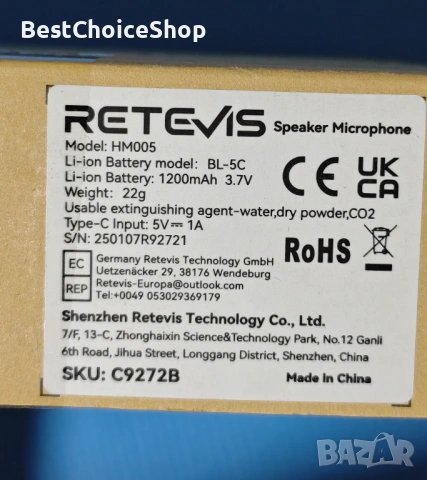 BestChoiceShop
RETEVIS Speaker Microphone
Model: HM005
Li-ion Battery model: BL-5C
Li-ion Battery: 1200mAh 3.7V
Weight: 22g
Usable extinguishing agent-water,dry powder,CO2
Type-C Input: 5V⎓1A
S/N: 250107R92721
CE UK CA
RoHS
EC REP
Germany Retevis Technology GmbH
Uetzenäcker 29, 38176 Wendeburg
Retevis-Europa@outlook.com
Tel:+0049 053029369179
Shenzhen Retevis Technology Co., Ltd.
7/F, 13-C, Zhonghaixin Science&Technology Park, No.12 Ganli
6th Road, Jihua Street, Longgang District, Shenzhen, China
SKU: C9272B Made in China
BAZAR